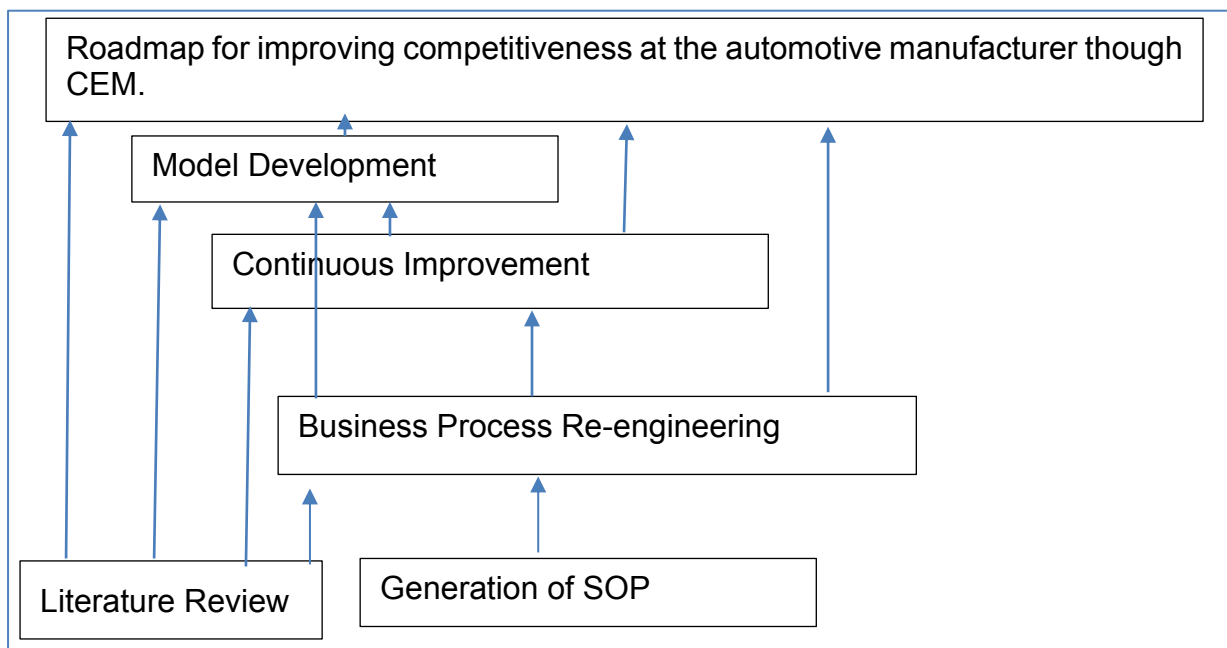 Roadmap for improving competitiveness at the automotive manufacturer though
CEM.
Model Development
Continuous Improvement
Business Process Re-engineering
Literature Review
Generation of SOP